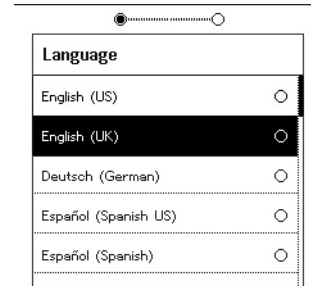 Language
English (US)
English (UK)
Deutsch (German)
Español (Spanish US)
Español (Spanish)